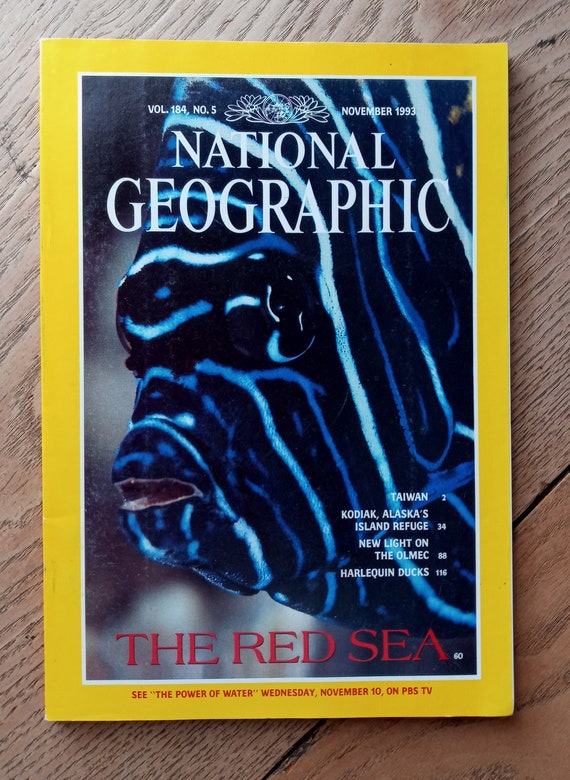 VOL. 184, NO. 5
NOVEMBER 1993
NATIONAL
GEOGRAPHIC
TAIWAN 2
KODIAK, ALASKA'S
ISLAND REFUGE 34
NEW LIGHT ON
THE OLMEC 88
HARLEQUIN DUCKS 116
THE RED SEA 60
SEE "THE POWER OF WATER" WEDNESDAY, NOVEMBER 10, ON PBS TV